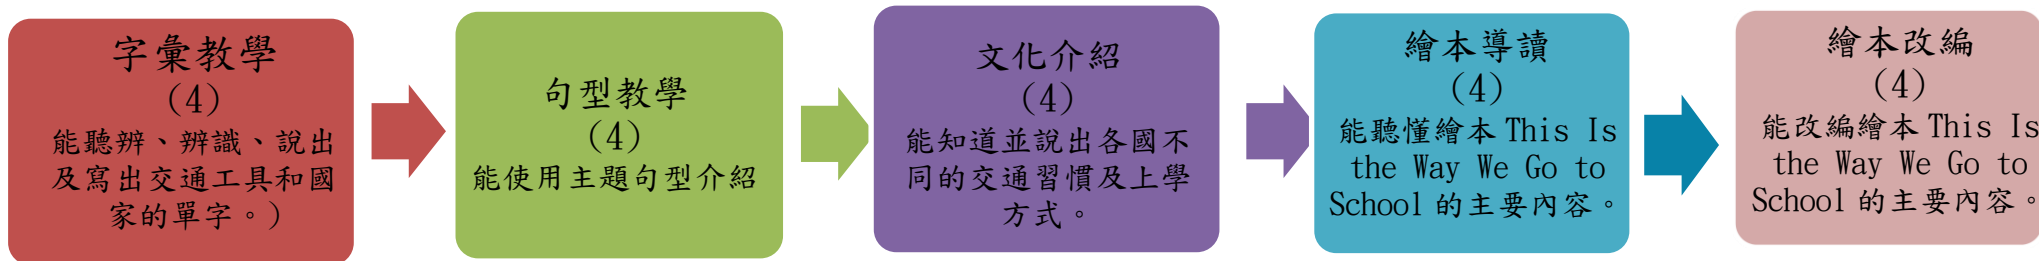 字彙教學
(4)
能聽辨、辨識、說出
及寫出交通工具和國
家的單字。)
句型教學
(4)
能使用主題句型介紹
文化介紹
(4)
能知道並說出各國不
同的交通習慣及上學
方式。
繪本導讀
(4)
能聽懂繪本 This Is
the Way We Go to
School 的主要內容。
繪本改編
(4)
能改編繪本 This Is
the Way We Go to
School 的主要內容。